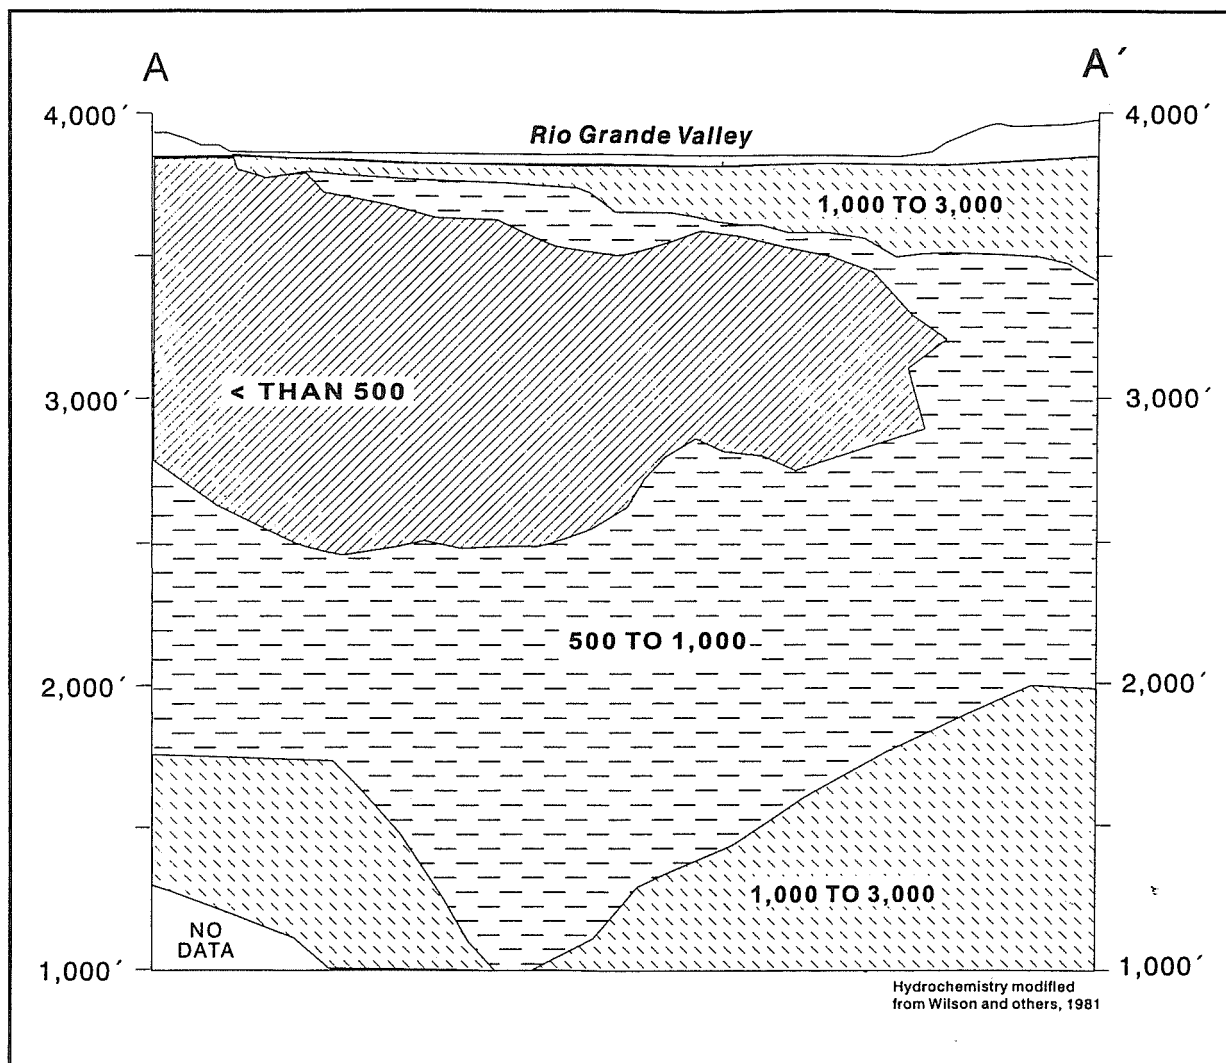 A
A´
4,000´
4,000´
Rio Grande Valley
1,000 TO 3,000
3,000´
< THAN 500
3,000´
500 TO 1,000
2,000´
2,000´
1,000 TO 3,000
NO
DATA
1,000´
1,000´
Hydrochemistry modified
from Wilson and others, 1981